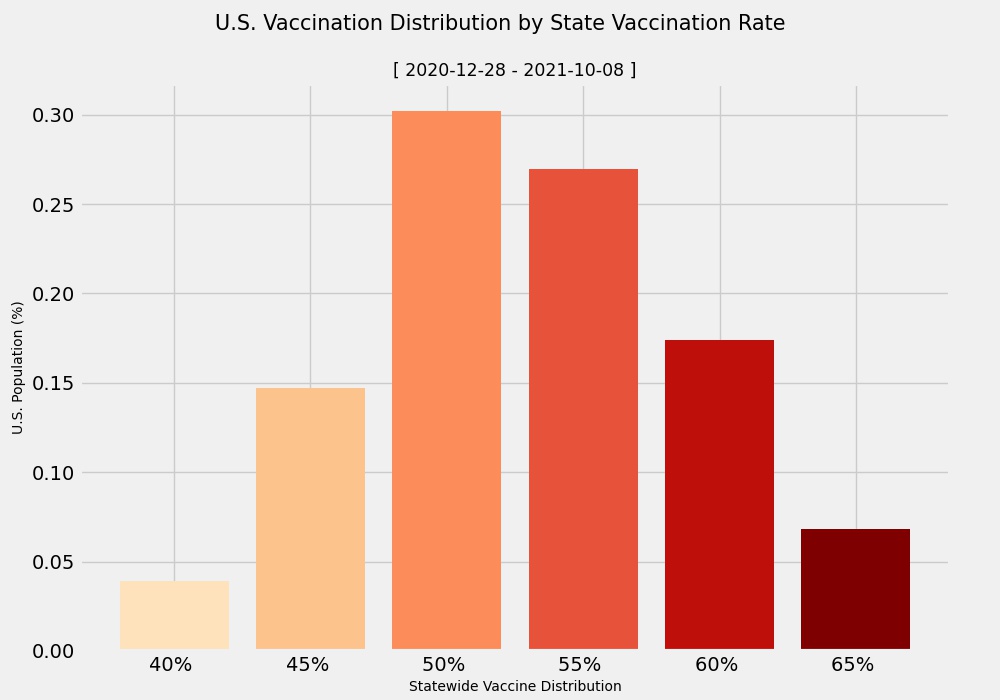 U.S. Vaccination Distribution by State Vaccination Rate
[ 2020-12-28 - 2021-10-08 ]
0.30
0.25
0.20
0.15
0.10
0.05
0.00
U.S. Population (%)
40% 45% 50% 55% 60% 65%
Statewide Vaccine Distribution